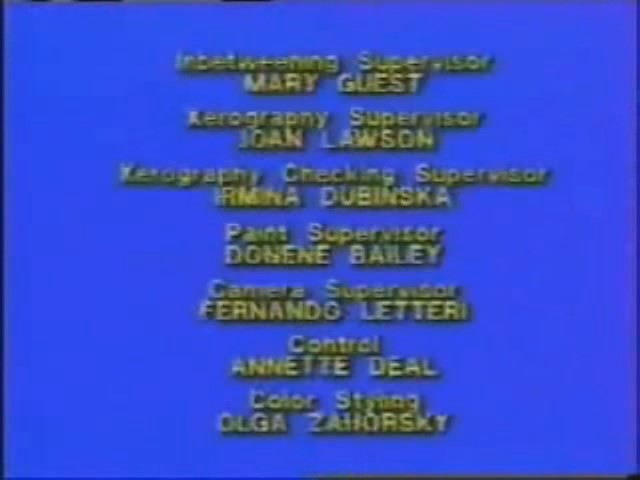 Inbetweening Supervisor
MARY GUEST
Xerography Supervisor
JOAN LAWSON
Xerography Checking Supervisor
IRMINA DUBINSKA
Paint Supervisor
DONENE BAILEY
Camera Supervisor
FERNANDO LETTERI
Control
ANNETTE DEAL
Color Styling
OLGA ZAHORSKY